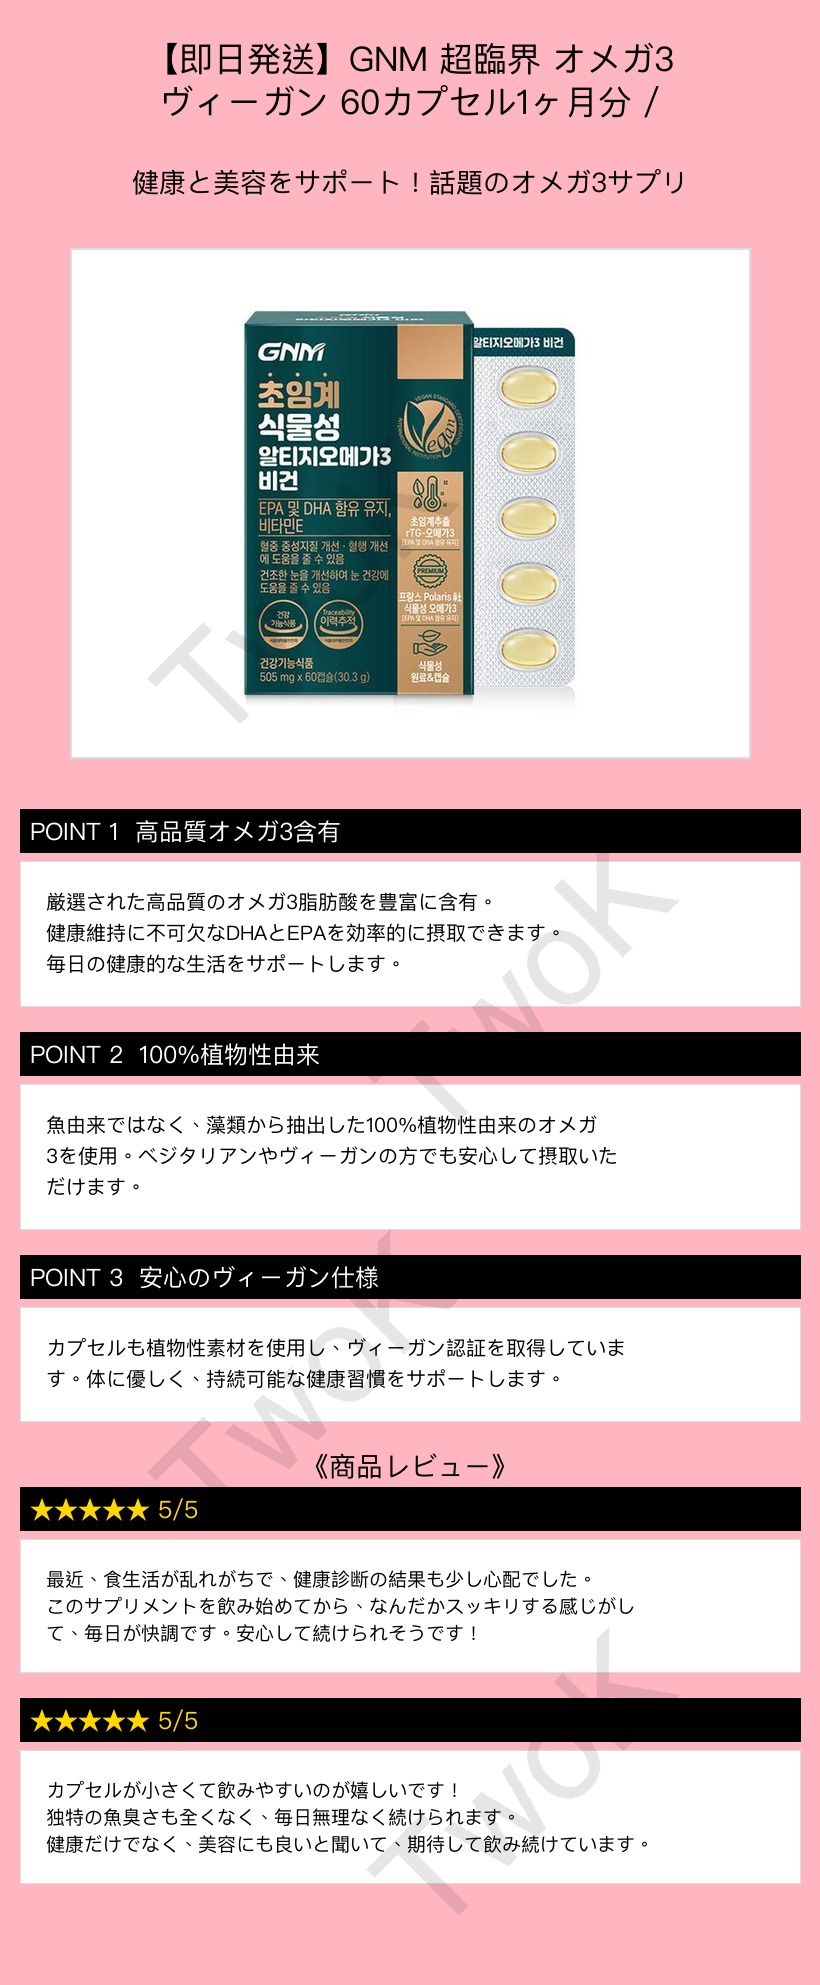 【即日発送】GNM 超臨界 オメガ3
ヴィーガン 60カプセル1ヶ月分 /
健康と美容をサポート！話題のオメガ3サプリ
GNM
초임계
식물성
알티지오메가3
비건
EPA 및 DHA 함유 유지,
비타민E
혈중 중성지질 개선 · 혈행 개선
에 도움을 줄 수 있음
건조한 눈을 개선하여 눈 건강에
도움을 줄 수 있음
건강
기능식품
Traceability
이력추적
건강기능식품
505 mg x 60캡슐(30.3 g)
Vegan
초임계추출
rTG-오메가3
[EPA 및 DHA 함유 유지]
PREMIUM
프랑스 Polaris 社
식물성 오메가3
[EPA 및 DHA 함유 유지]
식물성
원료&캡슐
알티지오메가3 비건
TwoK
POINT 1 高品質オメガ3含有
厳選された高品質のオメガ3脂肪酸を豊富に含有。
健康維持に不可欠なDHAとEPAを効率的に摂取できます。
毎日の健康的な生活をサポートします。
TwoK
POINT 2 100%植物性由来
魚由来ではなく、藻類から抽出した100%植物性由来のオメガ
3を使用。ベジタリアンやヴィーガンの方でも安心して摂取いた
だけます。
POINT 3 安心のヴィーガン仕様
カプセルも植物性素材を使用し、ヴィーガン認証を取得していま
す。体に優しく、持続可能な健康習慣をサポートします。
TwoK
《商品レビュー》
★★★★★ 5/5
最近、食生活が乱れがちで、健康診断の結果も少し心配でした。
このサプリメントを飲み始めてから、なんだかスッキリする感じがし
て、毎日が快調です。安心して続けられそうです！
★★★★★ 5/5
カプセルが小さくて飲みやすいのが嬉しいです！
独特の魚臭さも全くなく、毎日無理なく続けられます。
健康だけでなく、美容にも良いと聞いて、期待して飲み続けています。
TwoK